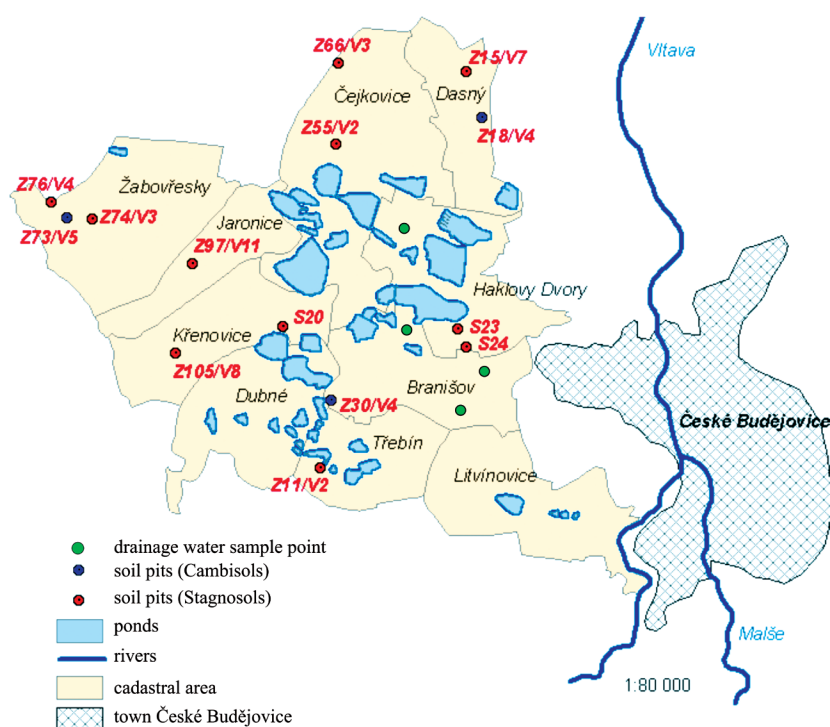 Z66/V3
Z15/V7
Vltava
Čejkovice
Dasný
Z55/V2
Z18/V4
Z76/V4
Žabovřesky
Z74/V3
Z73/V5
Jaronice
Z97/V11
Haklovy Dvory
S20
S23
S24
Křenovice
Z105/V8
Branišov
Dubné
Z30/V4
České Budějovice
Třebín
Z11/V2
Litvínovice
drainage water sample point
soil pits (Cambisols)
soil pits (Stagnosols)
ponds
rivers
Malše
cadastral area
1:80 000
town České Budějovice